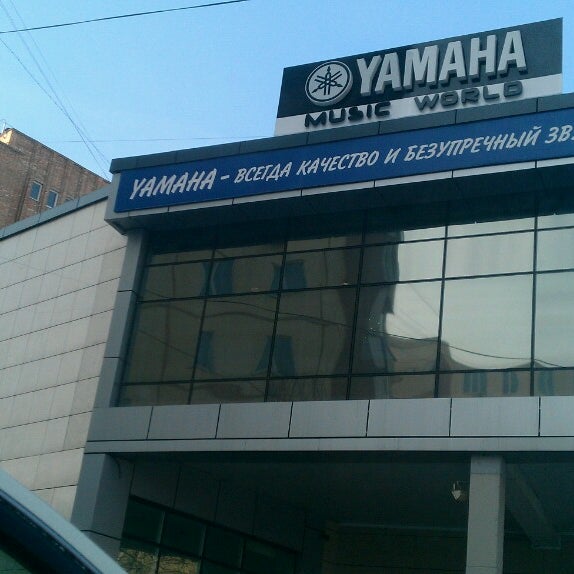 YAMAHA
MUSIC WORLD
YAMAHA - ВСЕГДА КАЧЕСТВО И БЕЗУПРЕЧНЫЙ